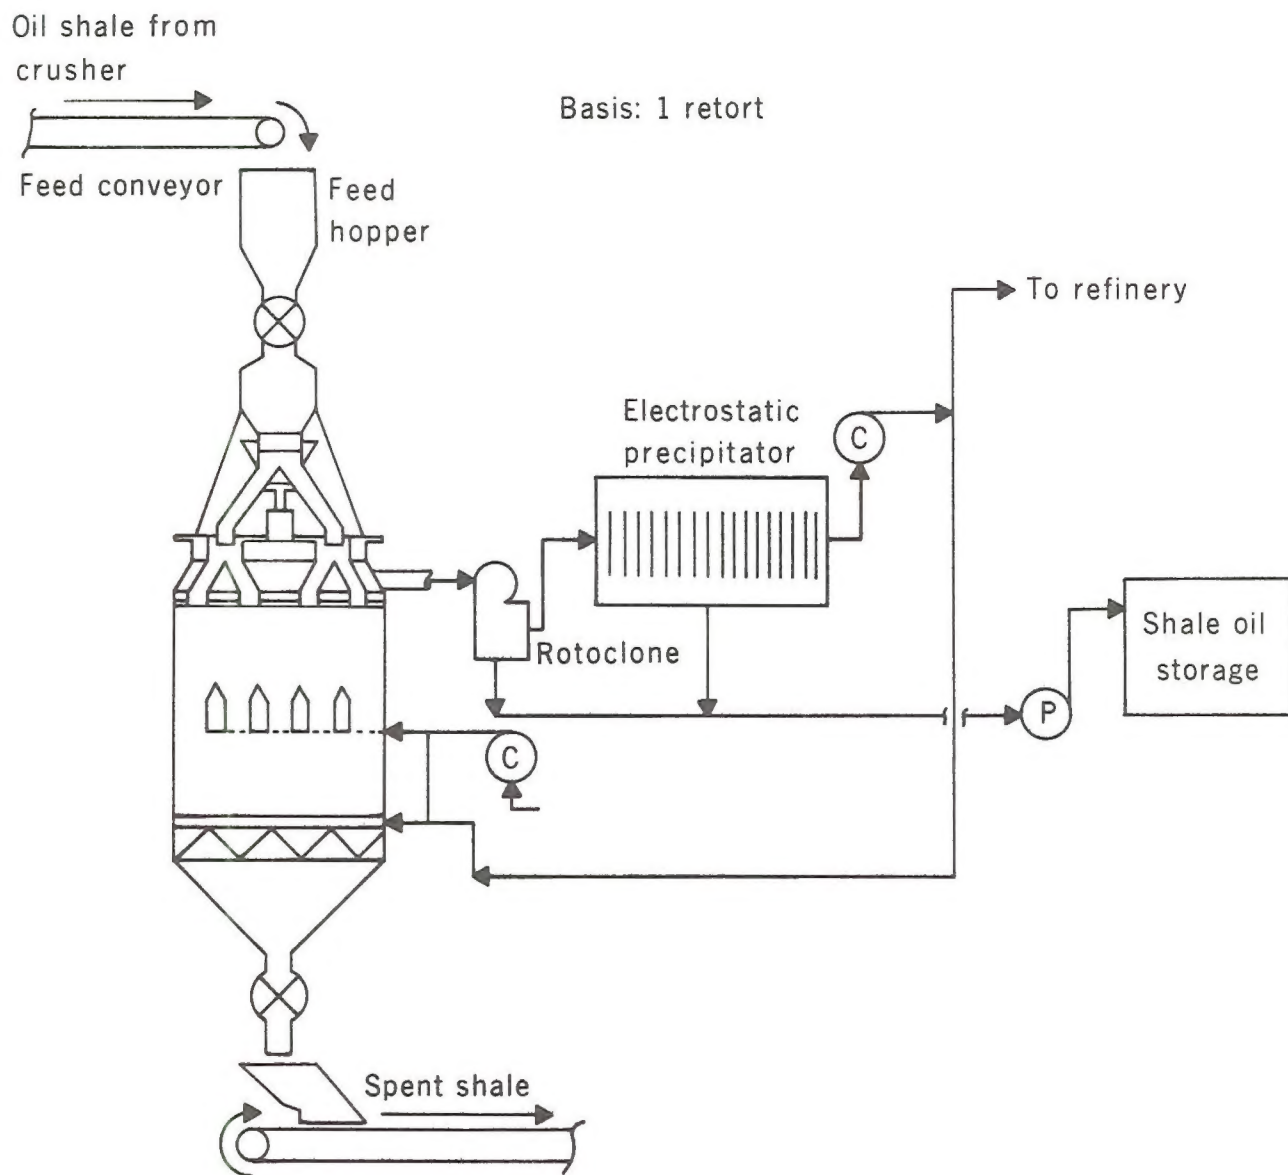 Oil shale from
crusher
Basis: 1 retort
Feed conveyor
Feed
hopper
To refinery
Electrostatic
precipitator
C
Shale oil
storage
Rotoclone
P
C
Spent shale